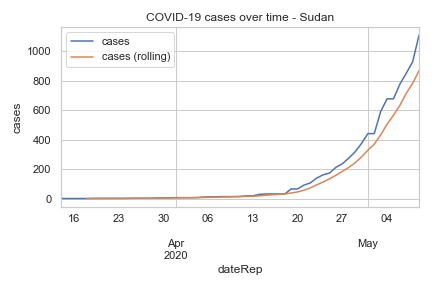 COVID-19 cases over time - Sudan
cases
cases (rolling)
cases
1000
800
600
400
200
0
16 23 30 06 13 20 27 04
Apr May
2020
dateRep